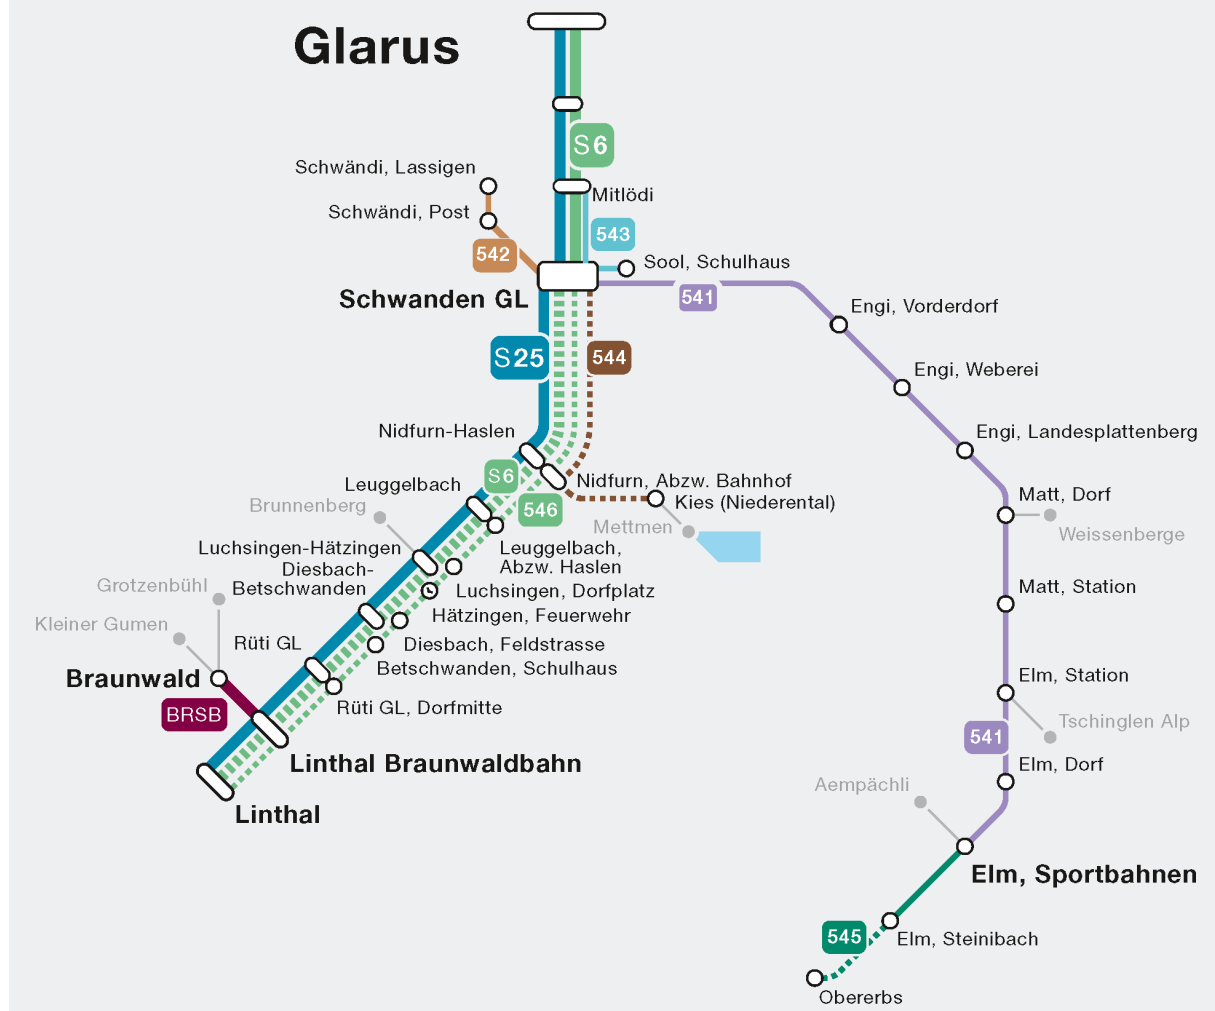 Glarus
S6
Schwändi, Lassigen
Mitlödi
Schwändi, Post
543
542
Sool, Schulhaus
Schwanden GL
541
Engi, Vorderdorf
S25
544
Engi, Weberei
Nidfurn-Haslen
Engi, Landesplattenberg
S6
Nidfurn, Abzw. Bahnhof
Leuggelbach
Kies (Niederental)
Matt, Dorf
Brunnenberg
546
Mettmen
Weissenberge
Luchsingen-Hätzingen
Leuggelbach,
Abzw. Haslen
Diesbach-
Betschwanden
Grotzenbühl
Luchsingen, Dorfplatz
Matt, Station
Hätzingen, Feuerwehr
Kleiner Gumen
Rüti GL
Diesbach, Feldstrasse
Betschwanden, Schulhaus
Braunwald
Elm, Station
BRSB
Rüti GL, Dorfmitte
Tschinglen Alp
541
Linthal Braunwaldbahn
Elm, Dorf
Aempächli
Linthal
Elm, Sportbahnen
545
Elm, Steinibach
Obererbs